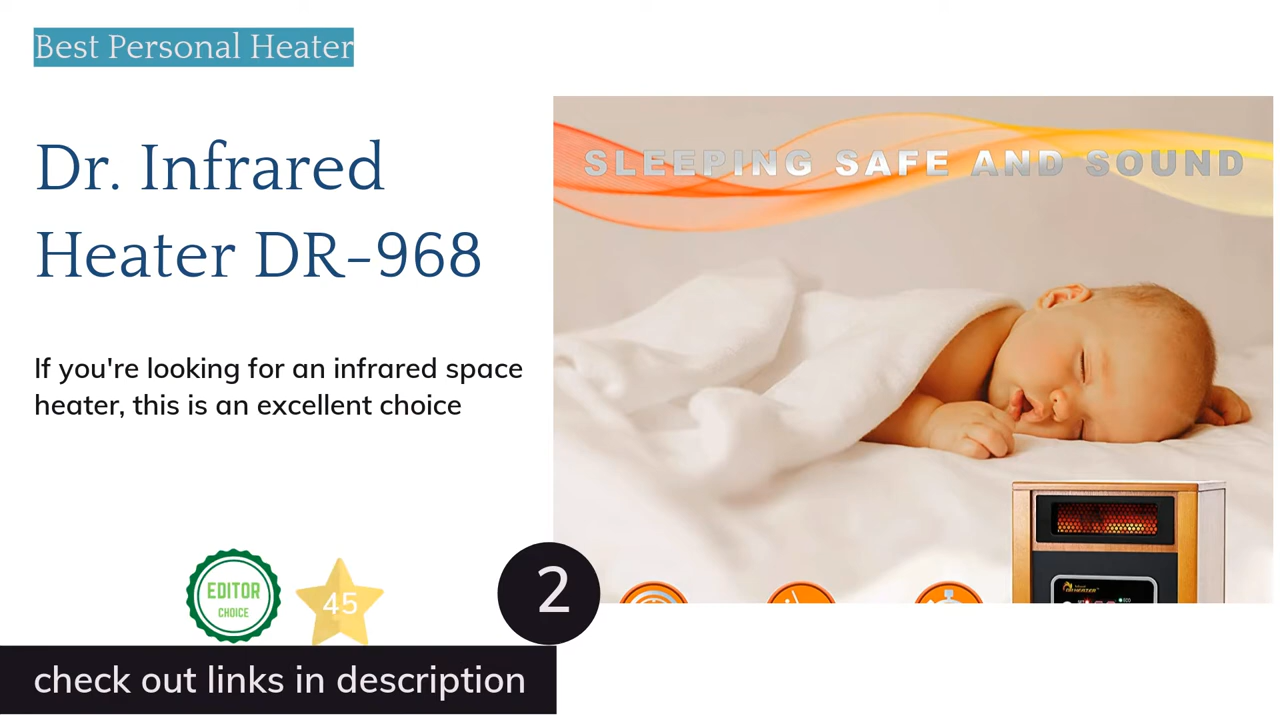 Best Personal Heater
Dr. Infrared
Heater DR-968
If you're looking for an infrared space
heater, this is an excellent choice
SLEEPING SAFE AND SOUND
EDITOR
CHOICE
45
2
check out links in description